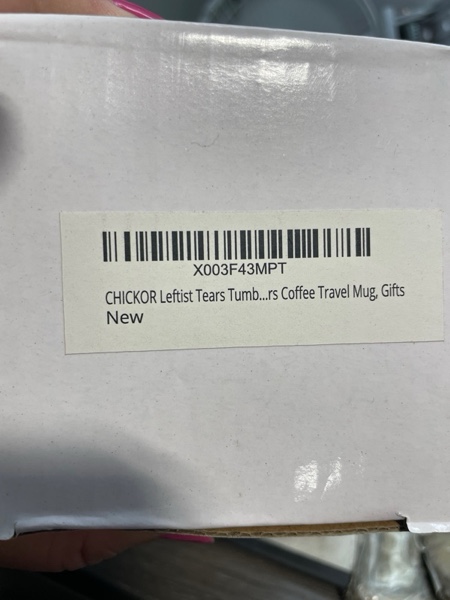 X003F43MPT
CHICKOR Leftist Tears Tumb...rs Coffee Travel Mug, Gifts
New